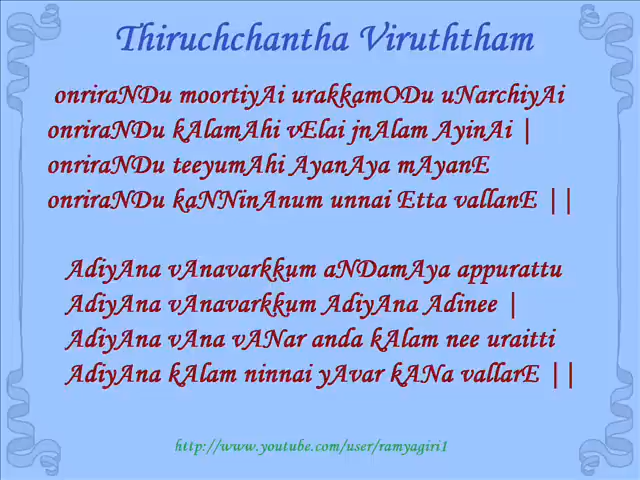 Thiruchchantha Viruththam
onriraNDu moortiyAi urakkamODu uNarchiyAi
onriraNDu kAlamAhi vElai jnAlam AyinAi |
onriraNDu teeyumAhi AyanAya mAyanE
onriraNDu kaNNinAnum unnai Etta vallanE ||
AdiyAna vAnavarkkum aNDamAya appurattu
AdiyAna vAnavarkkum AdiyAna Adinee |
AdiyAna vAna vANar anda kAlam nee uraitti
AdiyAna kAlam ninnai yAvar kANa vallarE ||
http://www.youtube.com/user/ramyagiri1